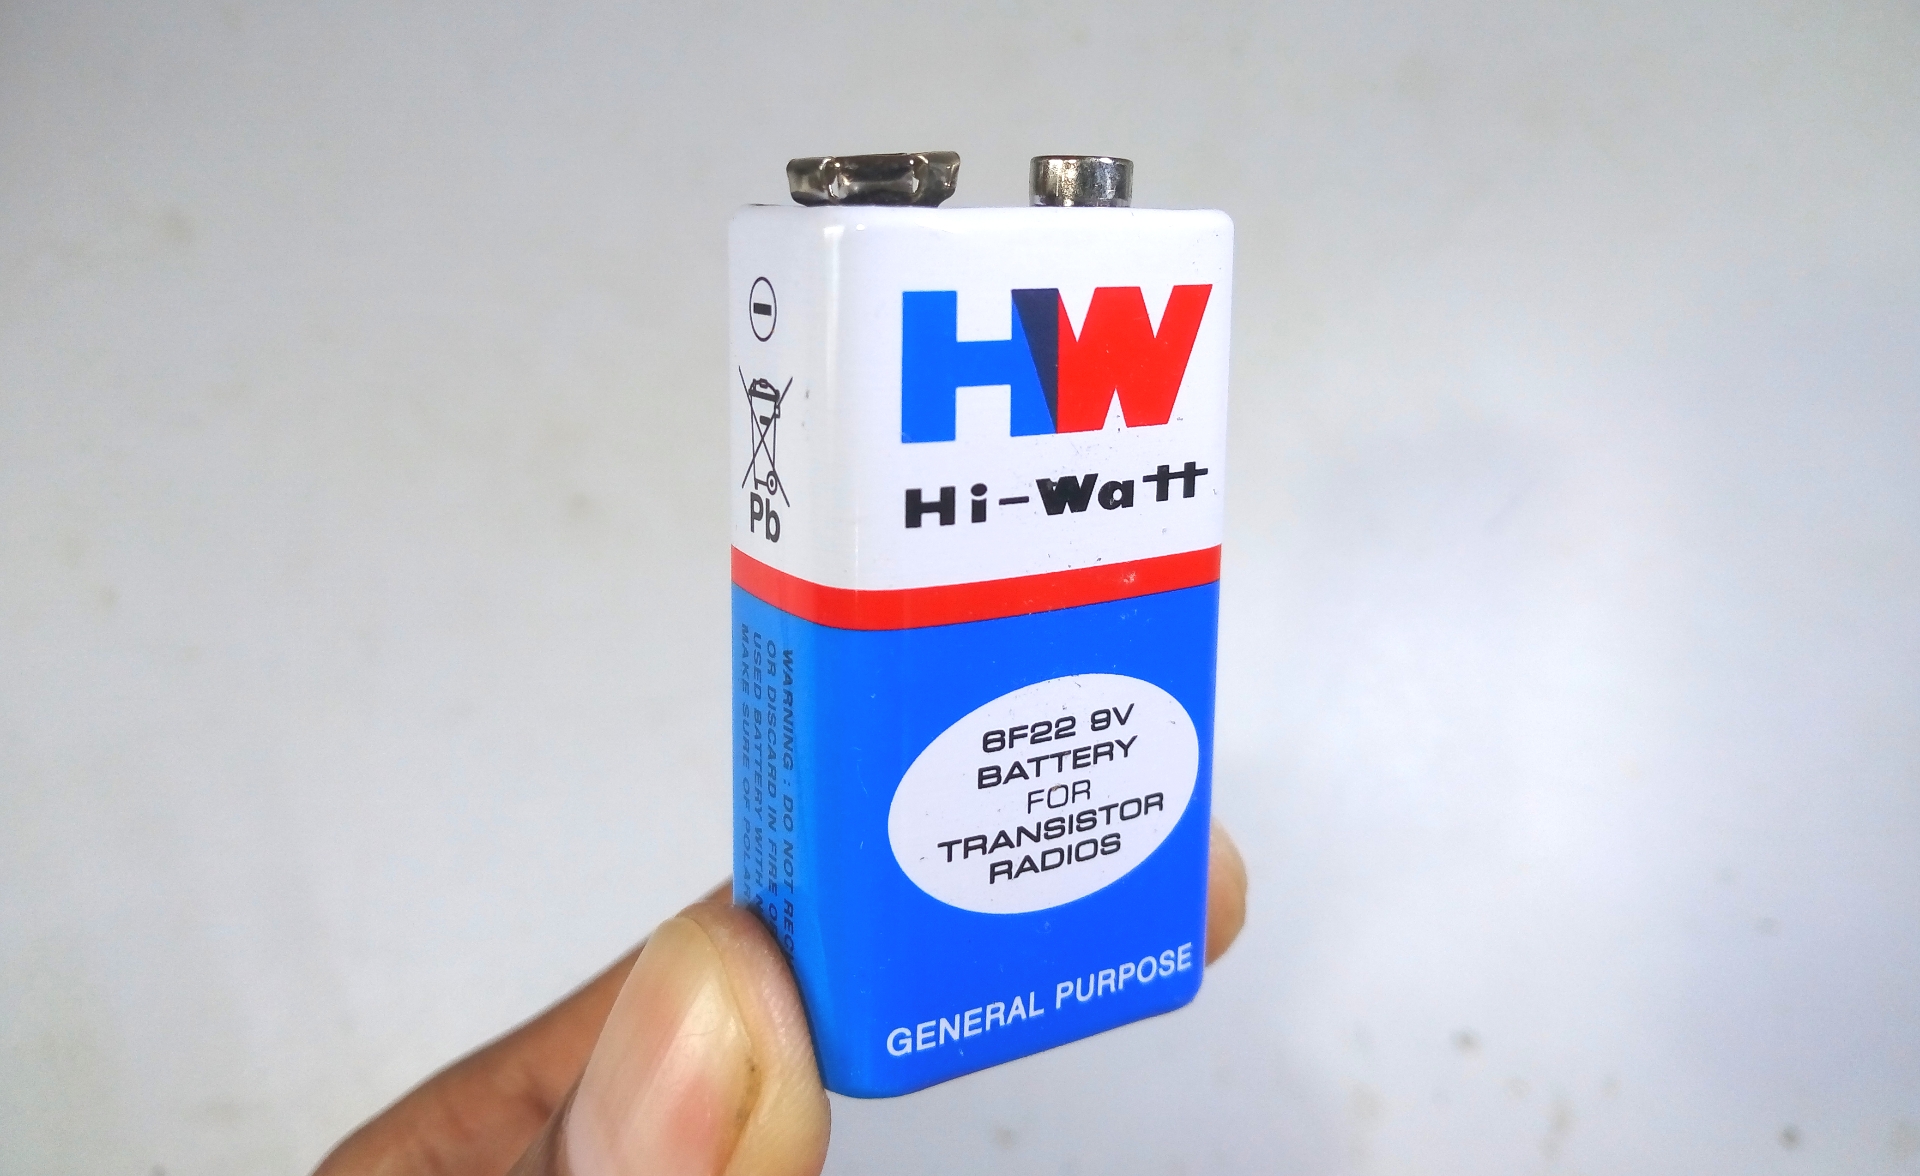 HW
Hi-Watt
6F22 9V
BATTERY
FOR
TRANSISTOR
RADIOS
GENERAL PURPOSE
Pb
WARNING : DO NOT
OR DISCARD IN FIRE
USED BATTERY WITH
MAKE SURE OF